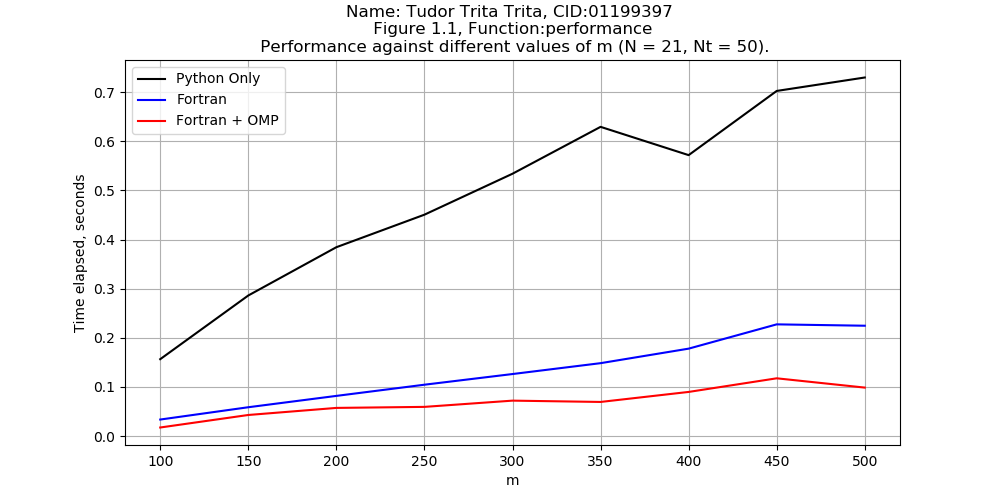 Name: Tudor Trita Trita, CID:01199397
Figure 1.1, Function:performance
Performance against different values of m (N = 21, Nt = 50).
Python Only
Fortran
Fortran + OMP
Time elapsed, seconds
0.7
0.6
0.5
0.4
0.3
0.2
0.1
0.0
100 150 200 250 300 350 400 450 500
m